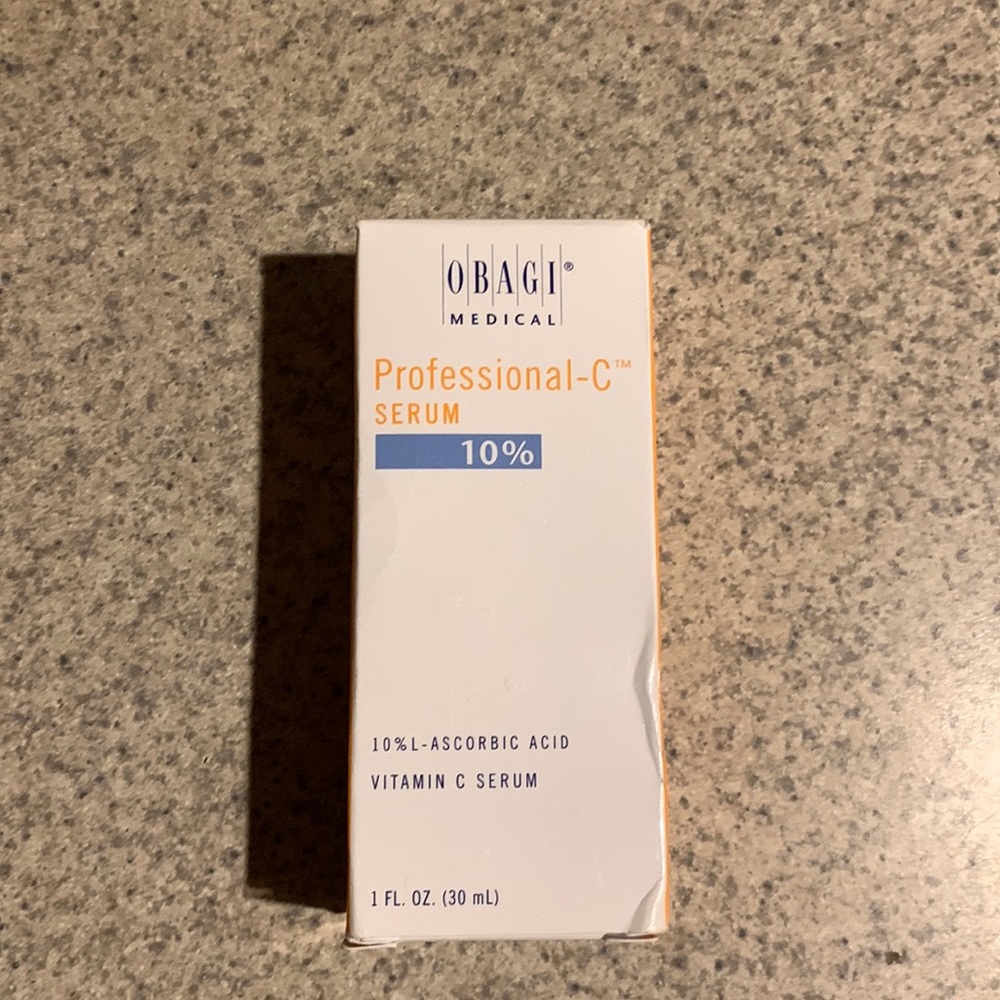 OBAGI®
MEDICAL
Professional-C™
SERUM
10%
10%L-ASCORBIC ACID
VITAMIN C SERUM
1 FL. OZ. (30 mL)